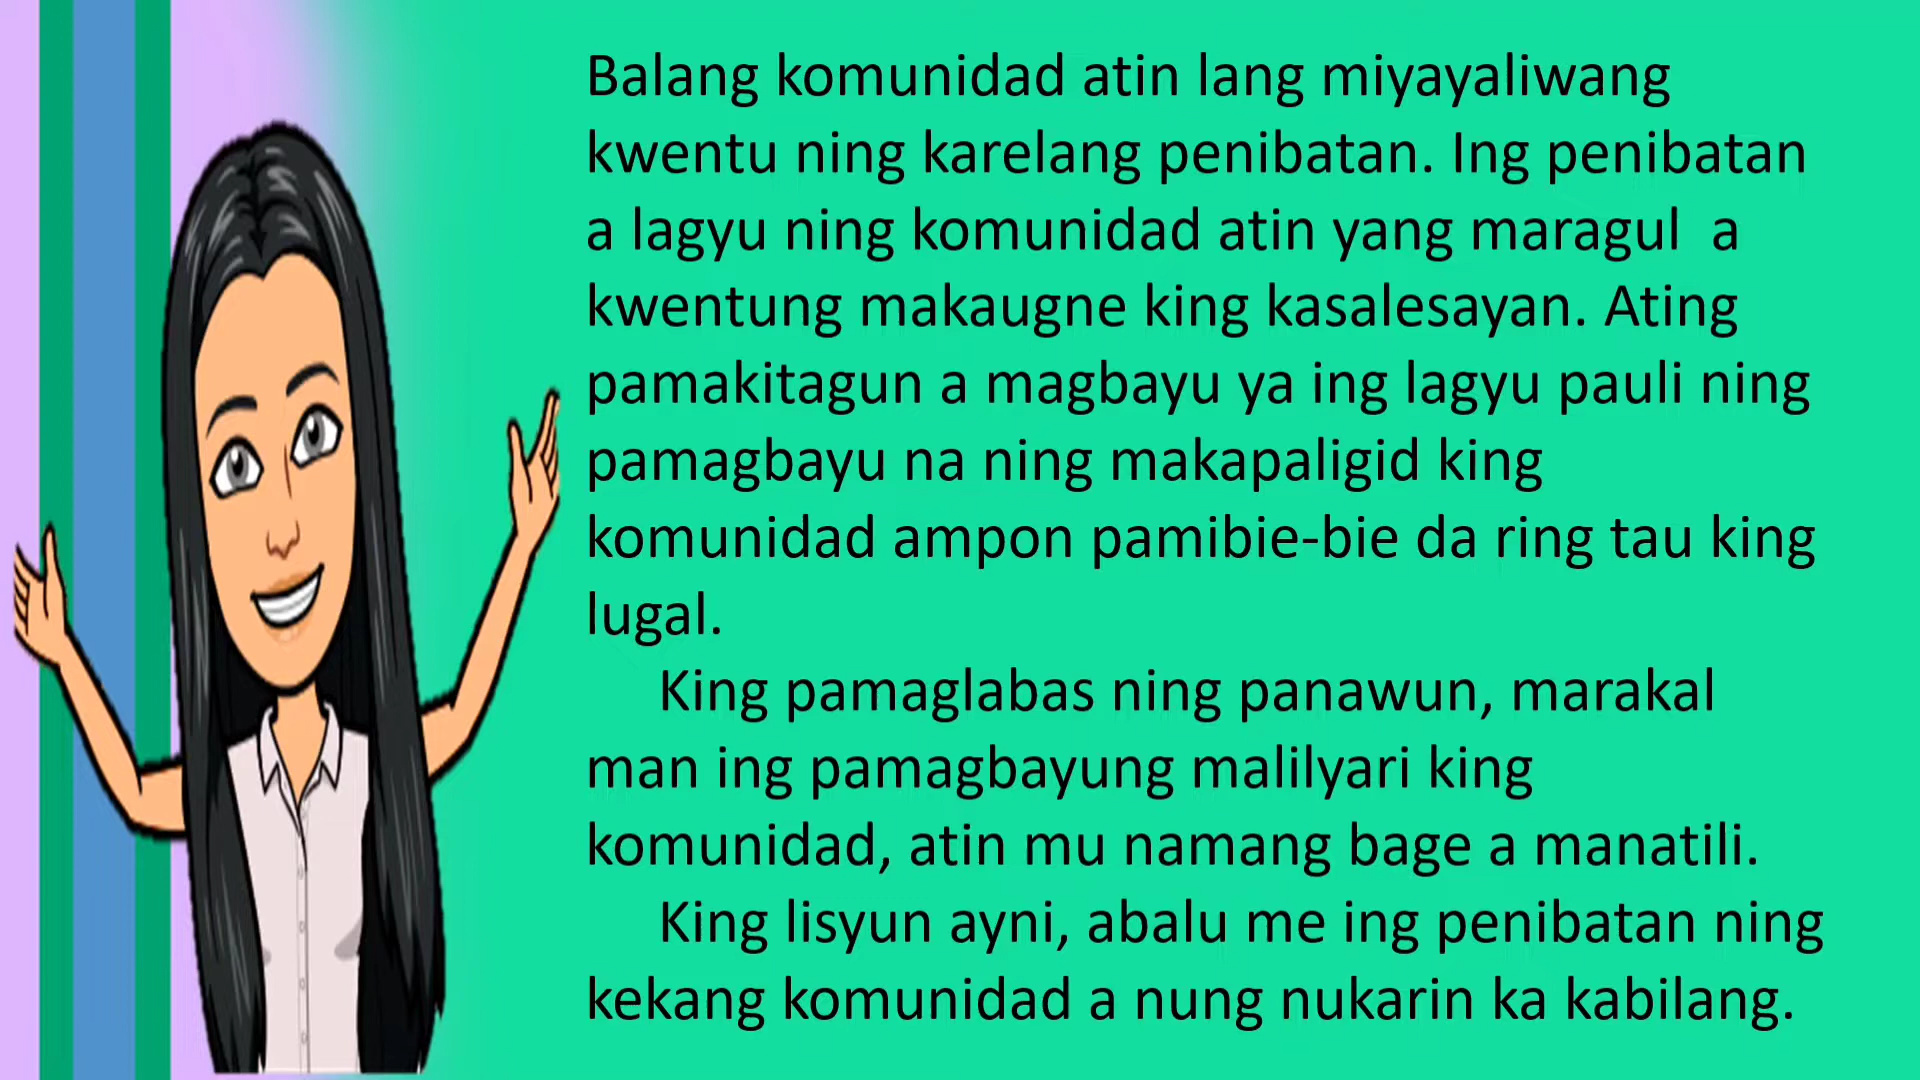 Balang komunidad atin lang miyayaliwang
kwentu ning karelang penibatan. Ing penibatan
a lagyu ning komunidad atin yang maragul  a
kwentung makaugne king kasalesayan. Ating
pamakitagun a magbayu ya ing lagyu pauli ning
pamagbayu na ning makapaligid king
komunidad ampon pamibie-bie da ring tau king
lugal.
King pamaglabas ning panawun, marakal
man ing pamagbayung malilyari king
komunidad, atin mu namang bage a manatili.
King lisyun ayni, abalu me ing penibatan ning
kekang komunidad a nung nukarin ka kabilang.